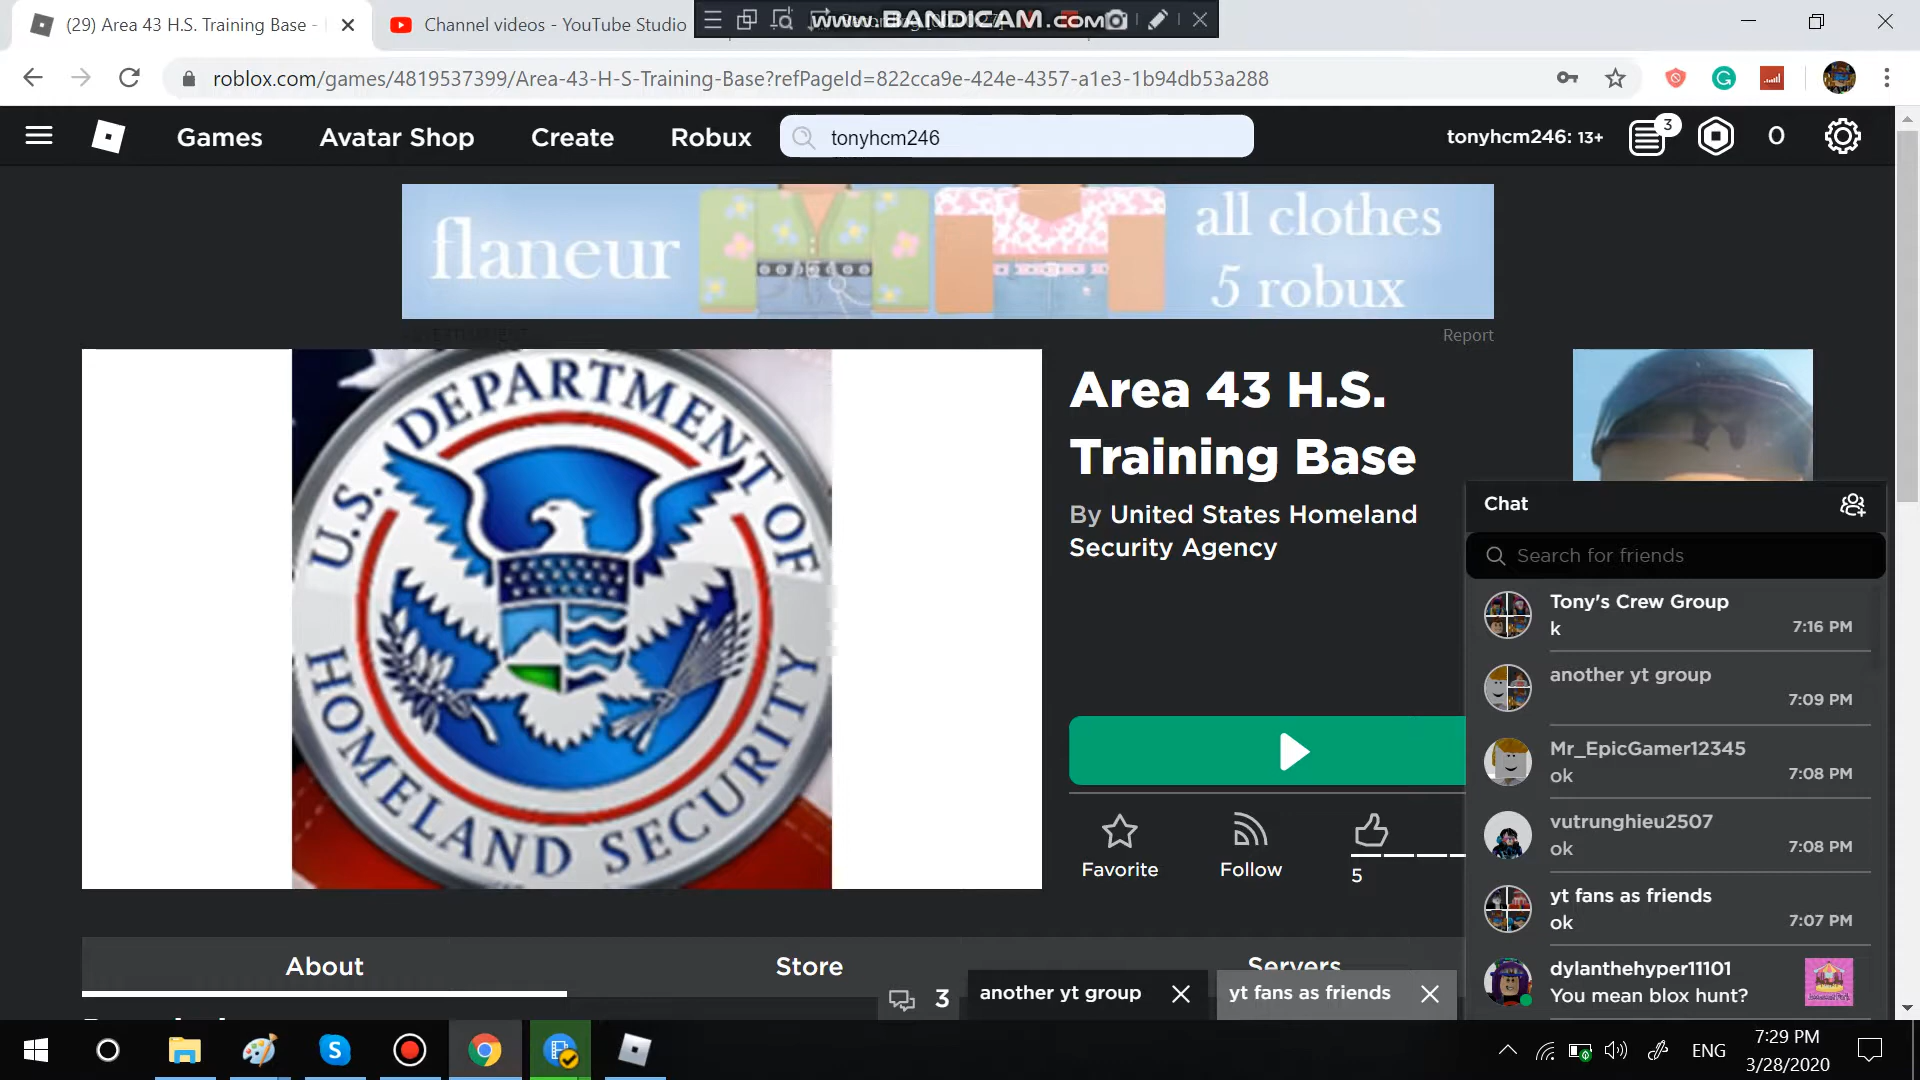 (29) Area 43 H.S. Training Base -
Channel videos - YouTube Studio
www.BANDICAM.com
roblox.com/games/4819537399/Area-43-H-S-Training-Base?refPageId=822cca9e-424e-4357-a1e3-1b94db53a288
Games
Avatar Shop
Create
Robux
tonyhcm246
tonyhcm246: 13+
3
0
flaneur
all clothes
5 robux
Report
U.S. DEPARTMENT OF
HOMELAND SECURITY
Area 43 H.S.
Training Base
By United States Homeland
Security Agency
Favorite
Follow
5
Chat
Search for friends
Tony's Crew Group
k
7:16 PM
another yt group
7:09 PM
Mr_EpicGamer12345
ok
7:08 PM
vutrunghieu2507
ok
7:08 PM
yt fans as friends
ok
7:07 PM
dylanthehyper11101
You mean blox hunt?
About
Store
Servers
3
another yt group
yt fans as friends
ENG
7:29 PM
3/28/2020